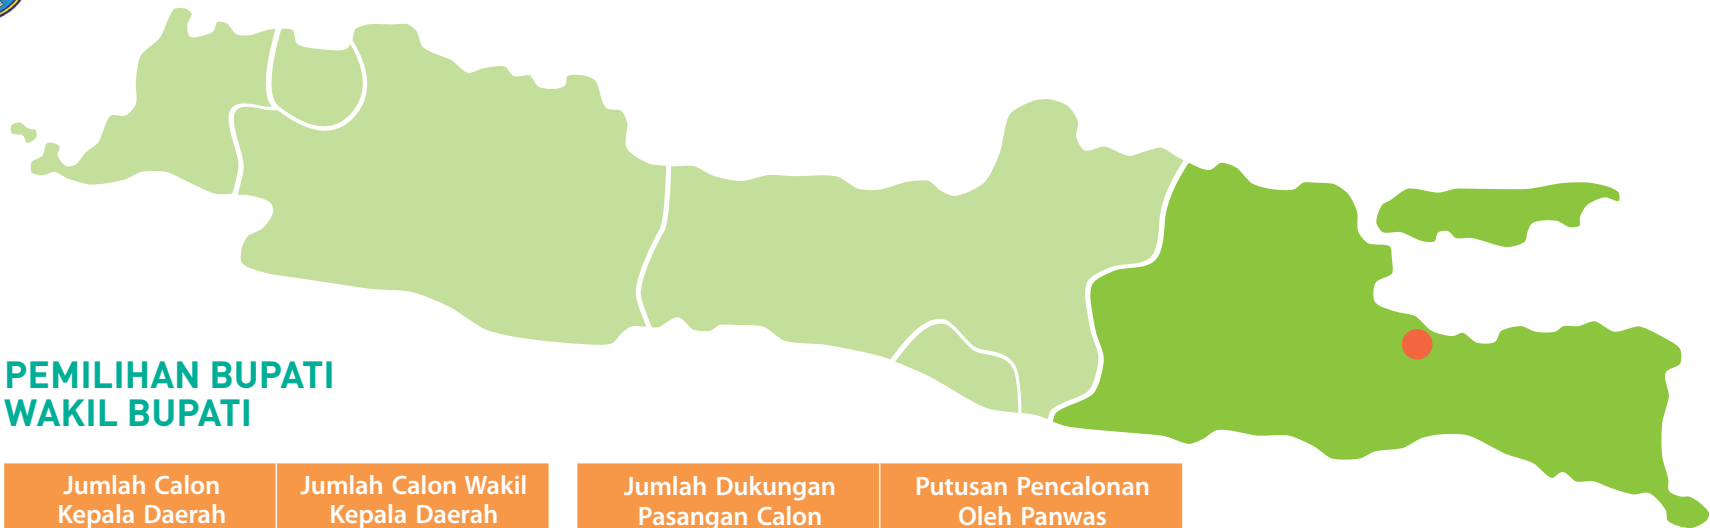 PEMILIHAN BUPATI
WAKIL BUPATI
Jumlah Calon
Kepala Daerah
Jumlah Calon Wakil
Kepala Daerah
Jumlah Dukungan
Pasangan Calon
Putusan Pencalonan
Oleh Panwas